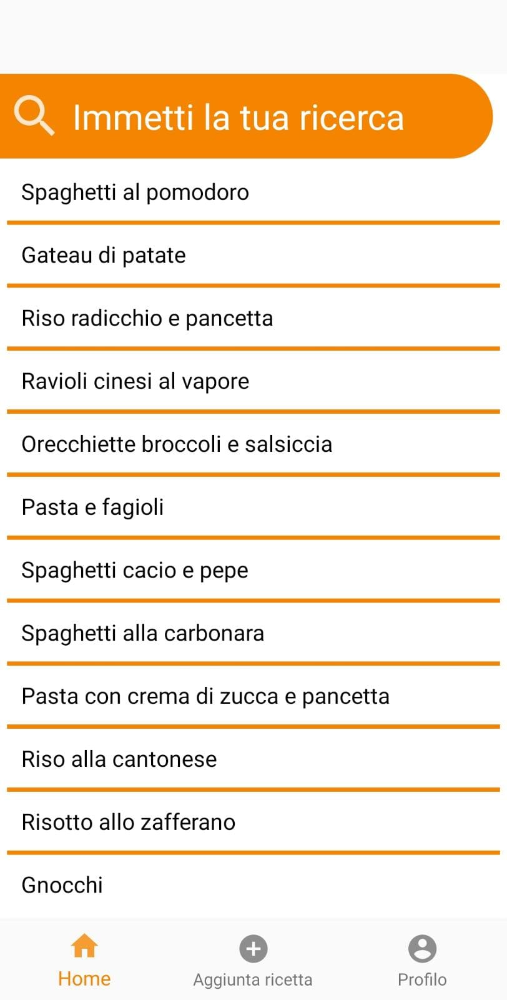 Immetti la tua ricerca
Spaghetti al pomodoro
Gateau di patate
Riso radicchio e pancetta
Ravioli cinesi al vapore
Orecchiette broccoli e salsiccia
Pasta e fagioli
Spaghetti cacio e pepe
Spaghetti alla carbonara
Pasta con crema di zucca e pancetta
Riso alla cantonese
Risotto allo zafferano
Gnocchi
Home
Aggiunta ricetta
Profilo